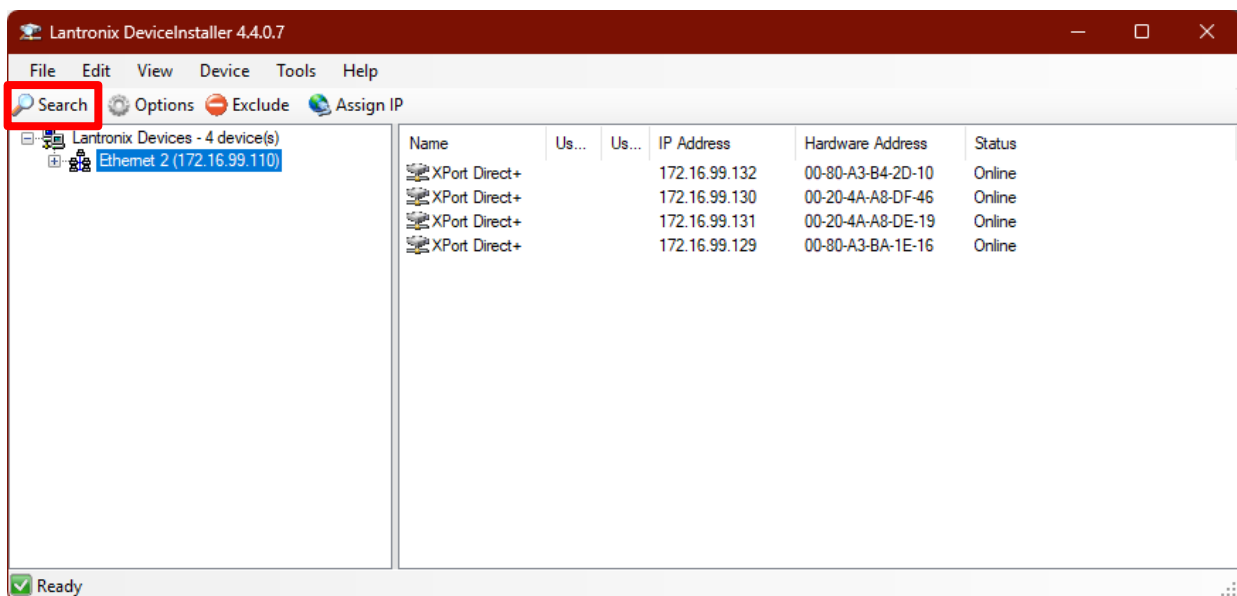 Lantronix DeviceInstaller 4.4.0.7
File Edit View Device Tools Help
Search Options Exclude Assign IP
Lantronix Devices - 4 device(s)
Ethernet 2 (172.16.99.110)
Name Us... Us... IP Address Hardware Address Status
XPort Direct+ 172.16.99.132 00-80-A3-B4-2D-10 Online
XPort Direct+ 172.16.99.130 00-20-4A-A8-DF-46 Online
XPort Direct+ 172.16.99.131 00-20-4A-A8-DE-19 Online
XPort Direct+ 172.16.99.129 00-80-A3-BA-1E-16 Online
Ready